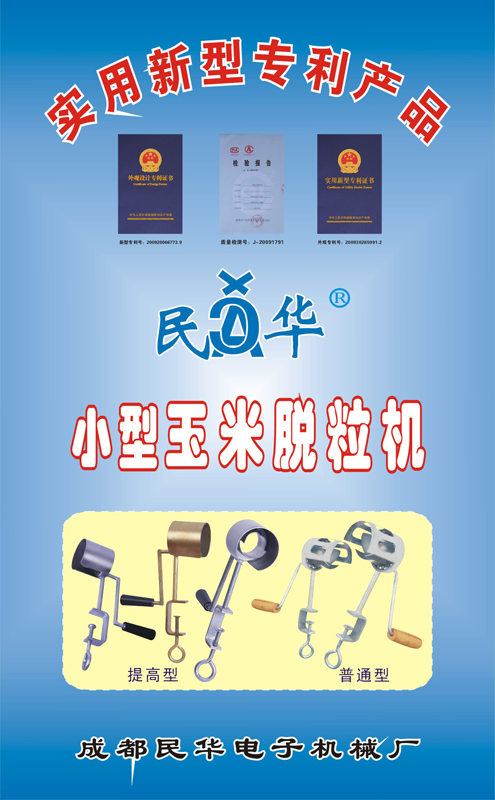 实用新型专利产品
外观设计专利证书
检验报告
实用新型专利证书
新型专利号：200920066773.9
质量检测号：J-20091791
外观专利号：200920265991.2
民华®
小型玉米脱粒机
提高型
普通型
成都民华电子机械厂